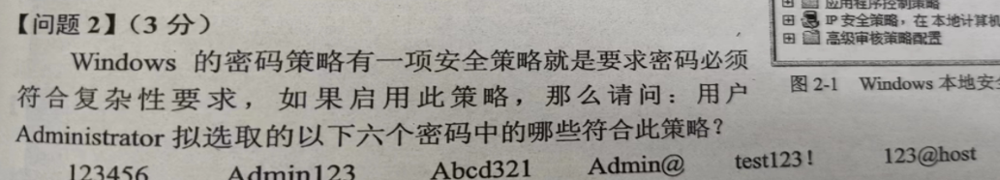 【问题 2】(3 分)
Windows 的密码策略有一项安全策略就是要求密码必须
符合复杂性要求，如果启用此策略，那么请问：用户
Administrator 拟选取的以下六个密码中的哪些符合此策略？
123456 Admin123 Abcd321 Admin@ test123! 123@host
应用程序控制策略
IP 安全策略，在 本地计算机
高级审核策略配置
图 2-1 Windows 本地安全